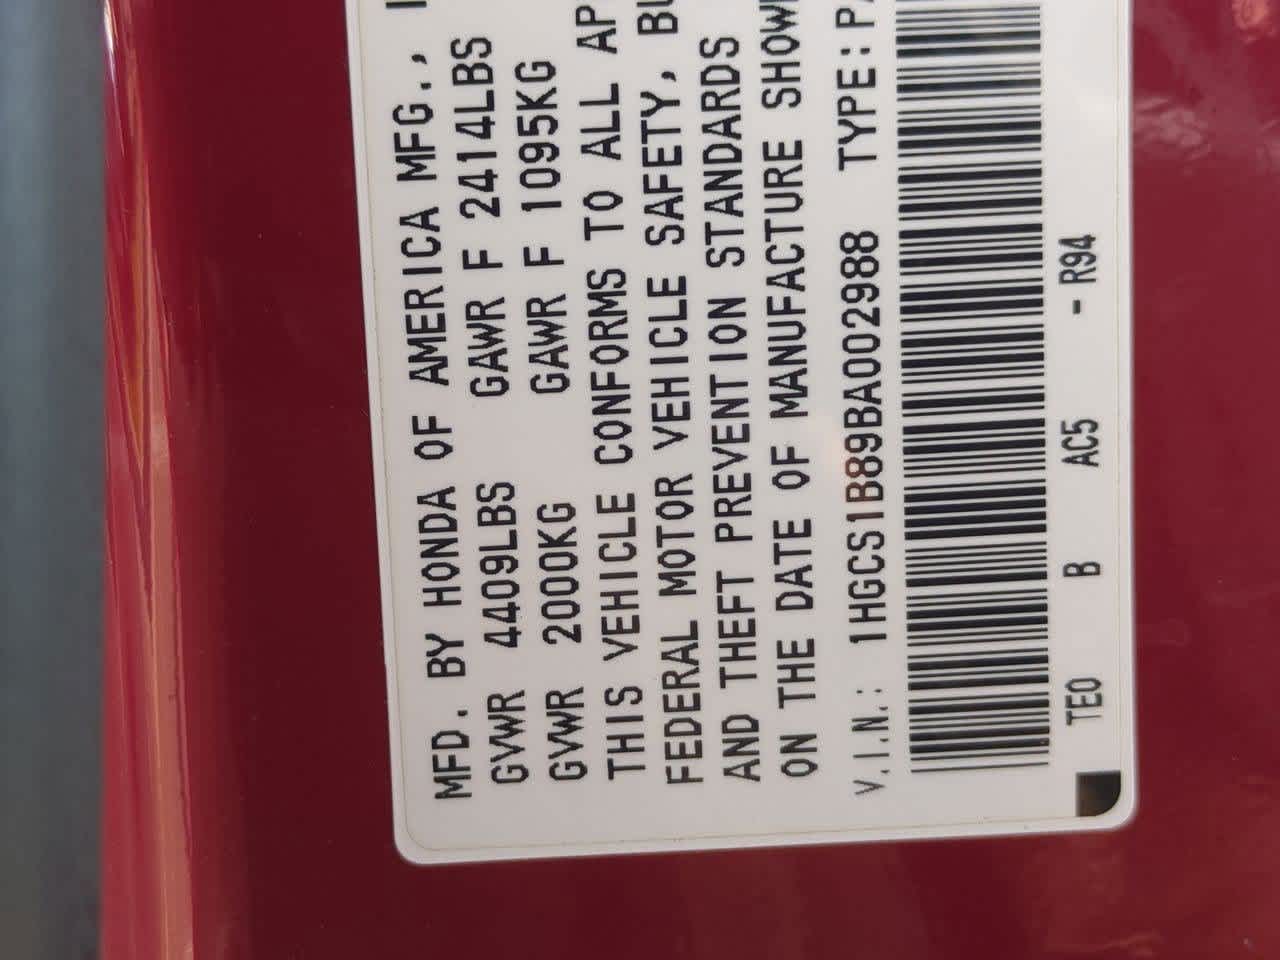 MFD. BY HONDA OF AMERICA MFG.,
GVWR 4409LBS GAWR F 2414LBS
GVWR 2000KG GAWR F 1095KG
THIS VEHICLE CONFORMS TO ALL AP
FEDERAL MOTOR VEHICLE SAFETY, BU
AND THEFT PREVENTION STANDARDS
ON THE DATE OF MANUFACTURE SHOW
V.I.N.: 1HGCS1B89BA002988 TYPE:PA
TE0 B AC5 - R94